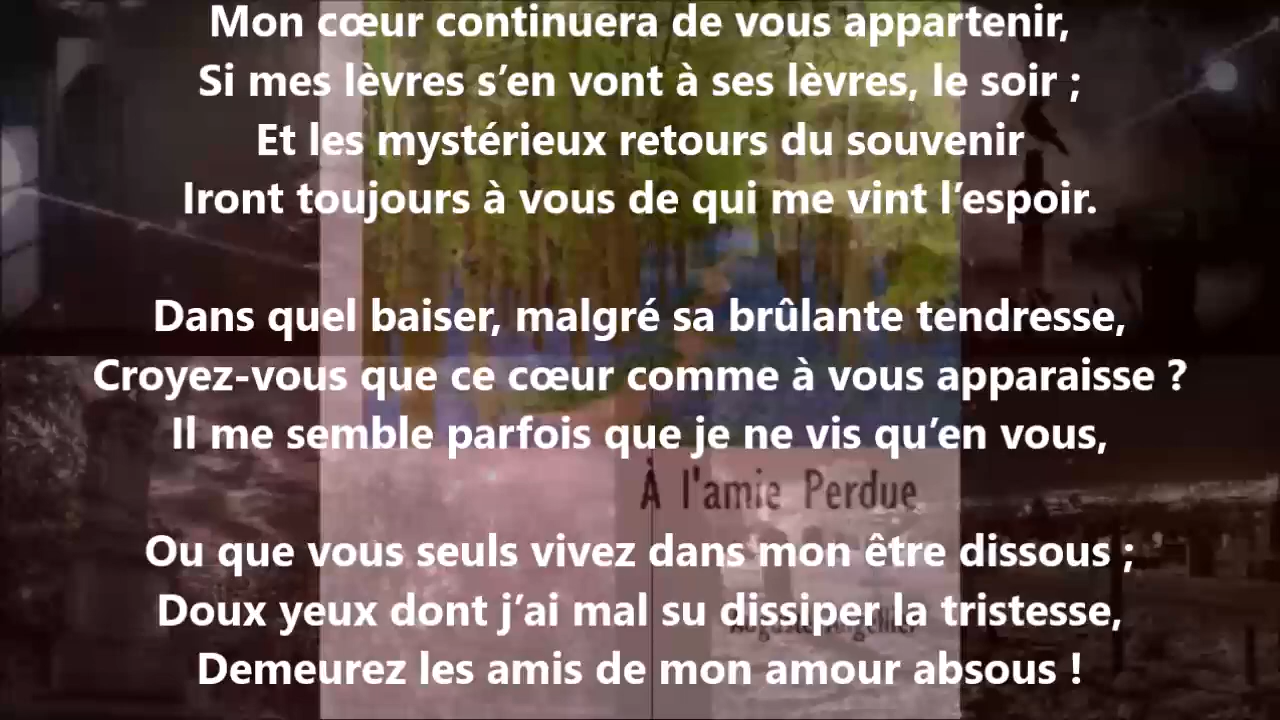 Mon cœur continuera de vous appartenir,
Si mes lèvres s’en vont à ses lèvres, le soir ;
Et les mystérieux retours du souvenir
Iront toujours à vous de qui me vint l’espoir.
Dans quel baiser, malgré sa brûlante tendresse,
Croyez-vous que ce cœur comme à vous apparaisse ?
Il me semble parfois que je ne vis qu’en vous,
À l'amie Perdue
Ou que vous seuls vivez dans mon être dissous ;
Doux yeux dont j’ai mal su dissiper la tristesse,
Demeurez les amis de mon amour absous !